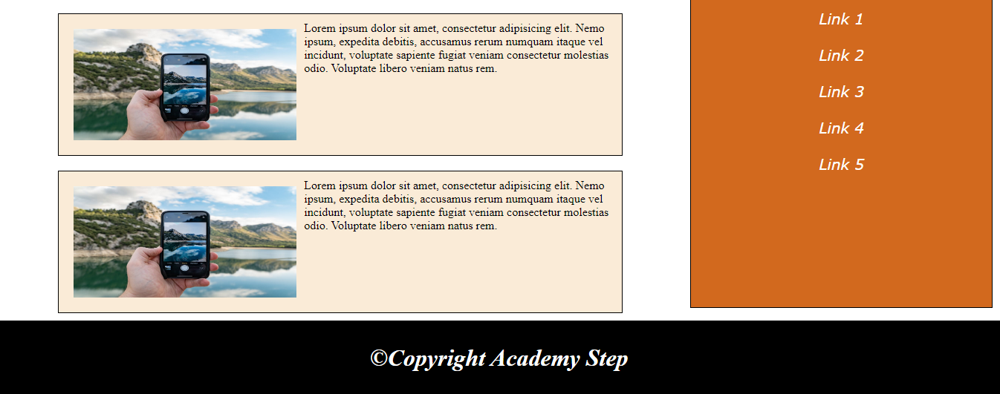 Lorem ipsum dolor sit amet, consectetur adipisicing elit. Nemo
ipsum, expedita debitis, accusamus rerum numquam itaque vel
incidunt, voluptate sapiente fugiat veniam consectetur molestias
odio. Voluptate libero veniam natus rem.
Lorem ipsum dolor sit amet, consectetur adipisicing elit. Nemo
ipsum, expedita debitis, accusamus rerum numquam itaque vel
incidunt, voluptate sapiente fugiat veniam consectetur molestias
odio. Voluptate libero veniam natus rem.
Link 1
Link 2
Link 3
Link 4
Link 5
©Copyright Academy Step